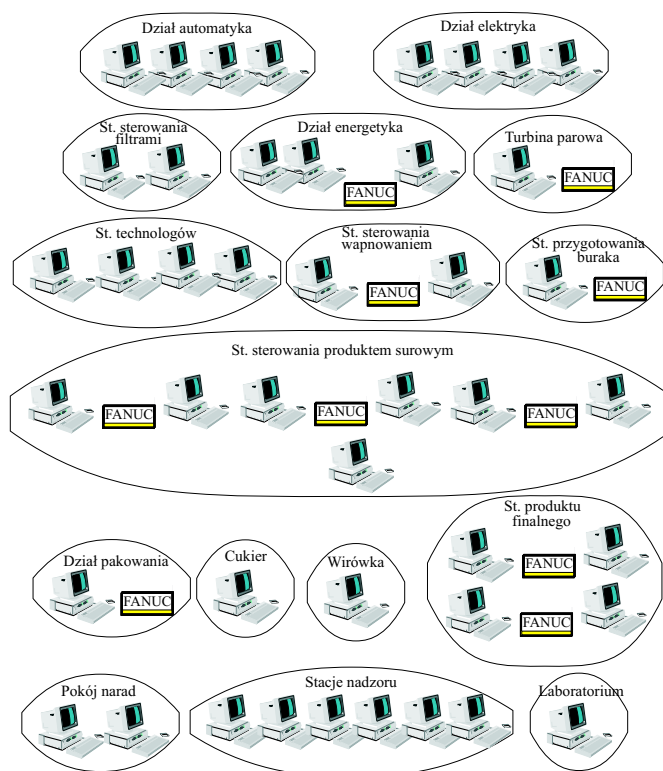 Dział automatyka
Dział elektryka
St. sterowania
filtrami
Dział energetyka
FANUC
Turbina parowa
FANUC
St. technologów
St. sterowania
wapnowaniem
FANUC
St. przygotowania
buraka
FANUC
St. sterowania produktem surowym
FANUC
FANUC
FANUC
Dział pakowania
FANUC
Cukier
Wirówka
St. produktu
finalnego
FANUC
FANUC
Pokój narad
Stacje nadzoru
Laboratorium